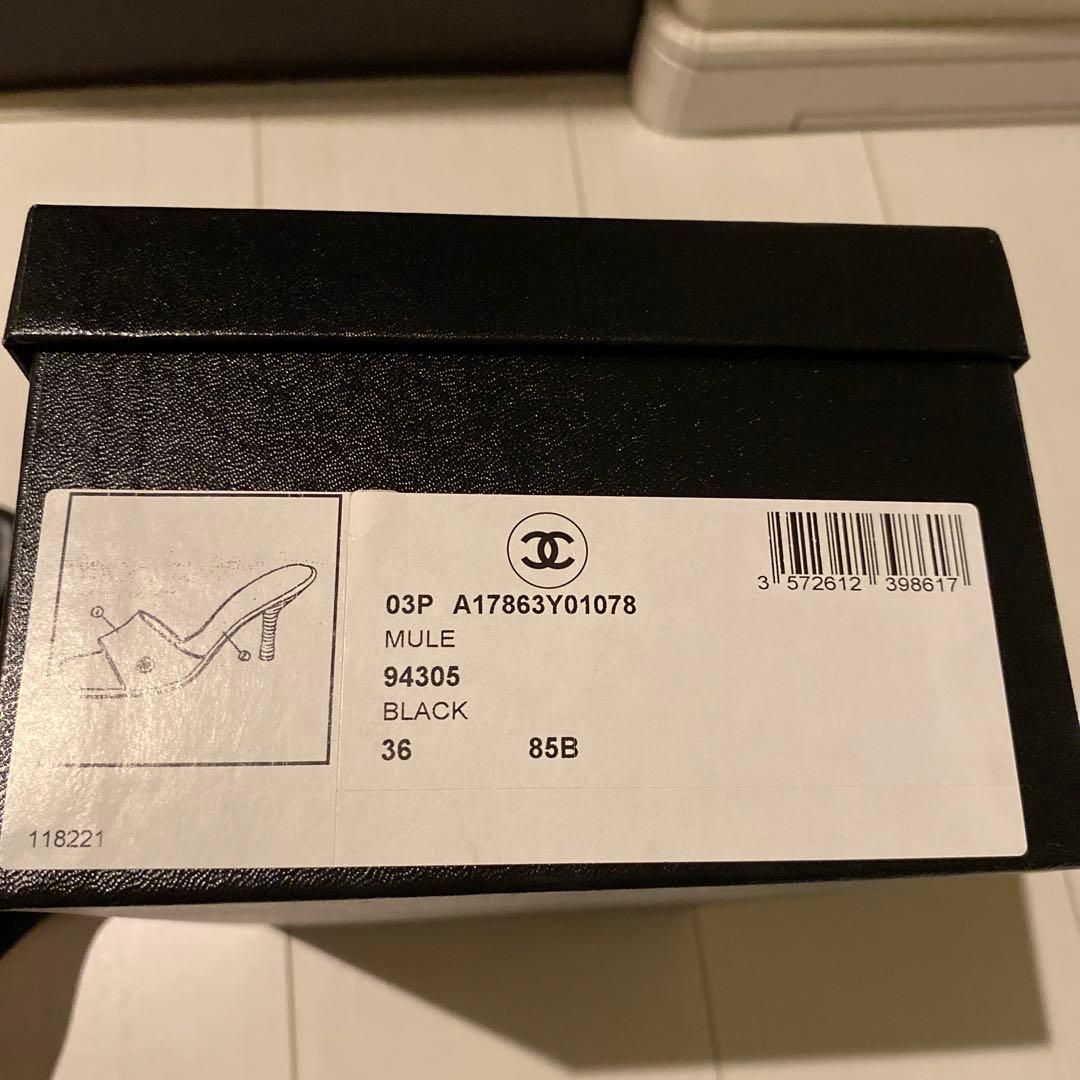 3 572612 398617
03P A17863Y01078
MULE
94305
BLACK
36 85B
118221